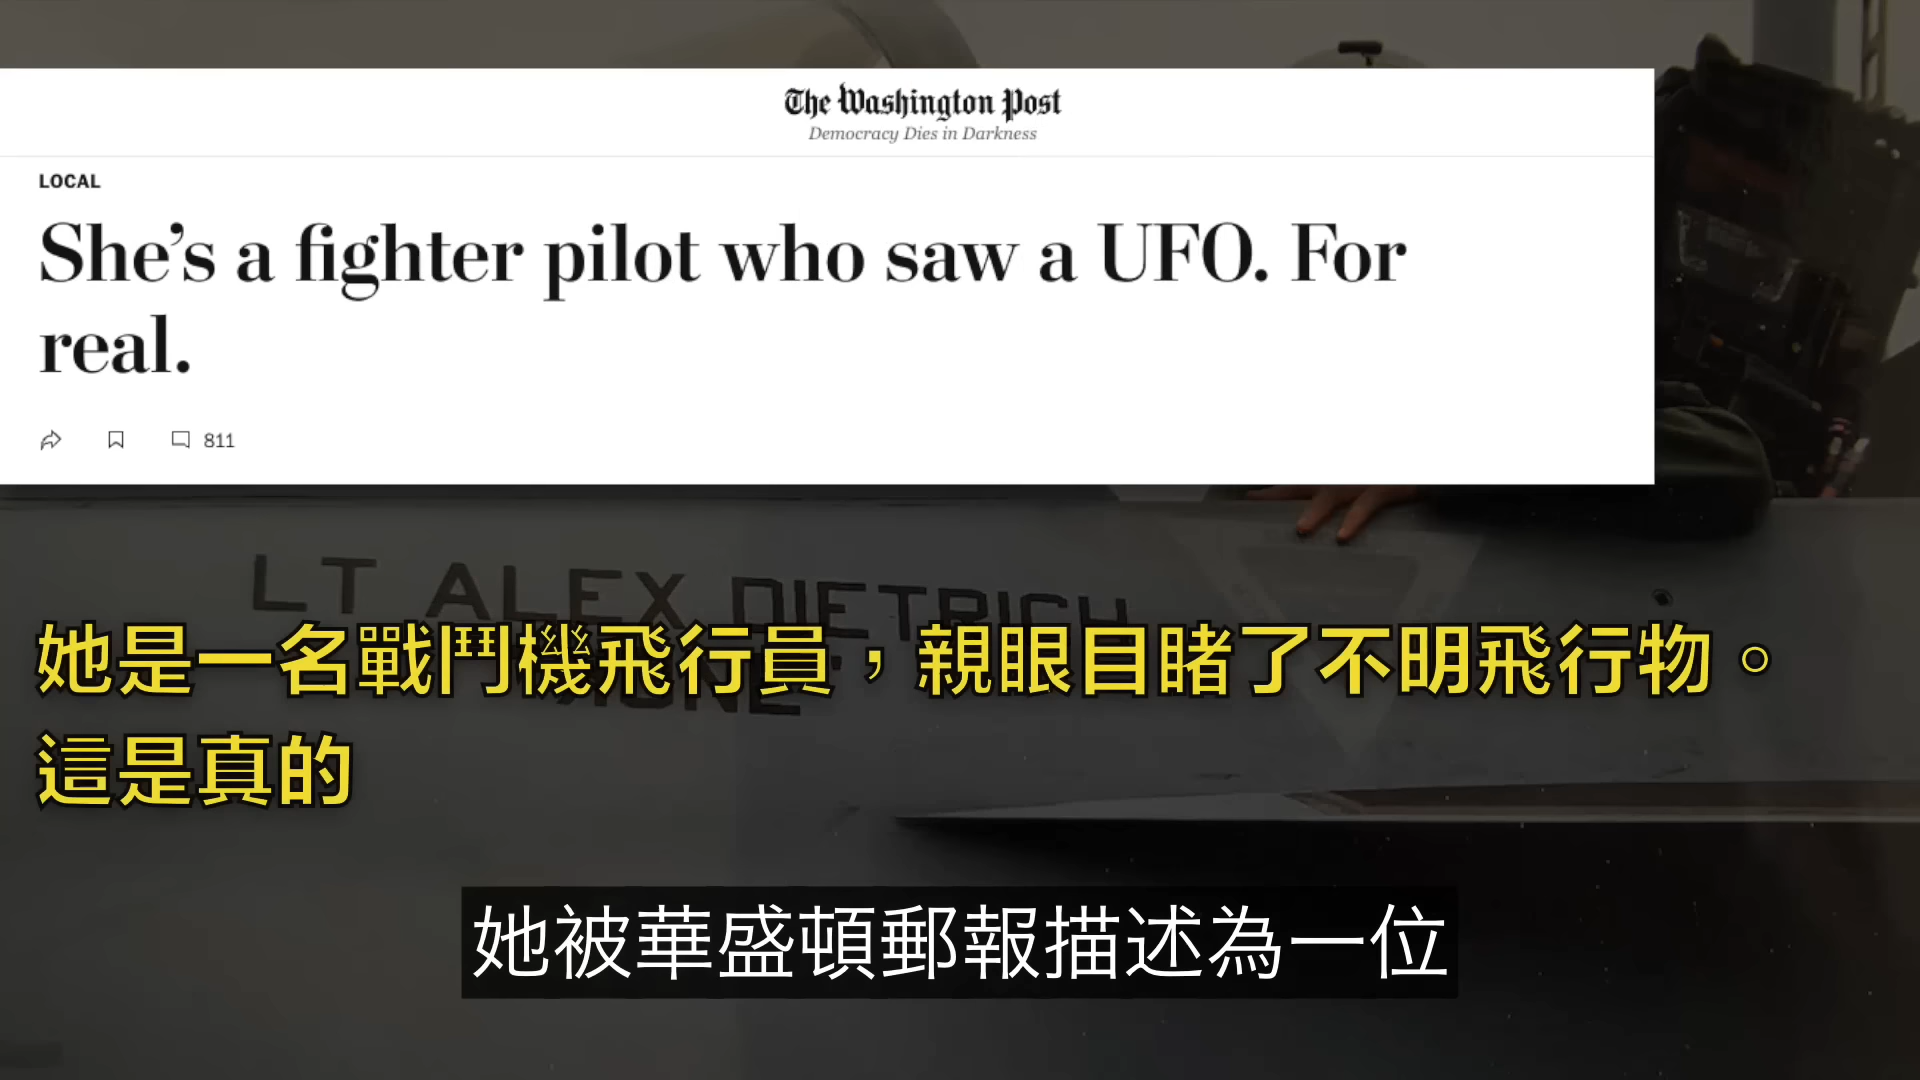 The Washington Post
Democracy Dies in Darkness
LOCAL
She's a fighter pilot who saw a UFO. For
real.
811
LT ALEX DIETRICH
她是一名戰鬥機飛行員，親眼目睹了不明飛行物。
這是真的
她被華盛頓郵報描述為一位